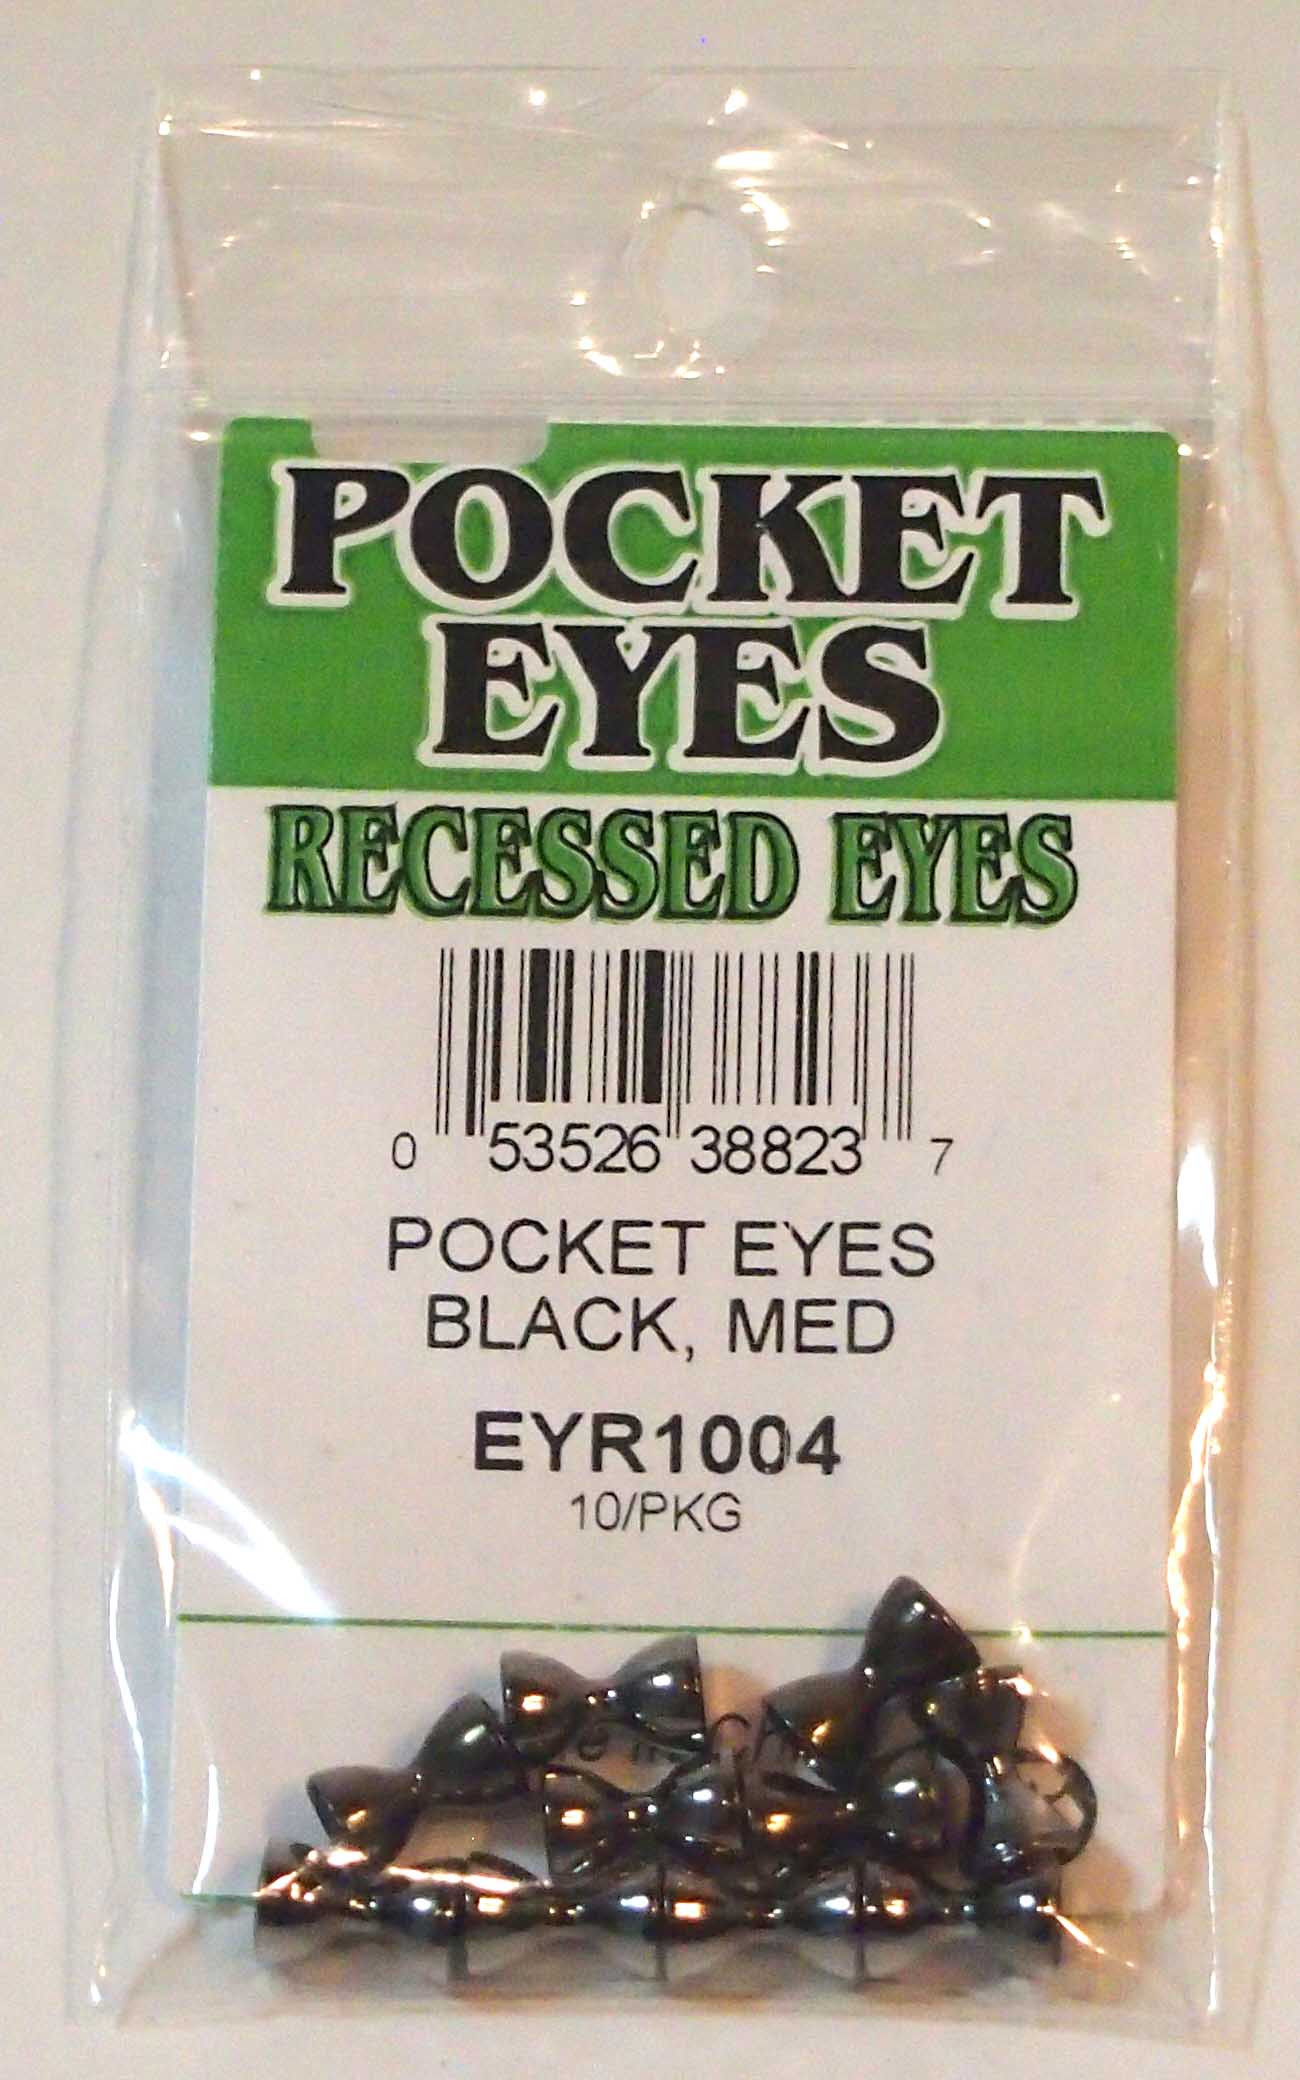 POCKET
EYES
RECESSED EYES
0 53526 38823 7
POCKET EYES
BLACK, MED
EYR1004
10/PKG